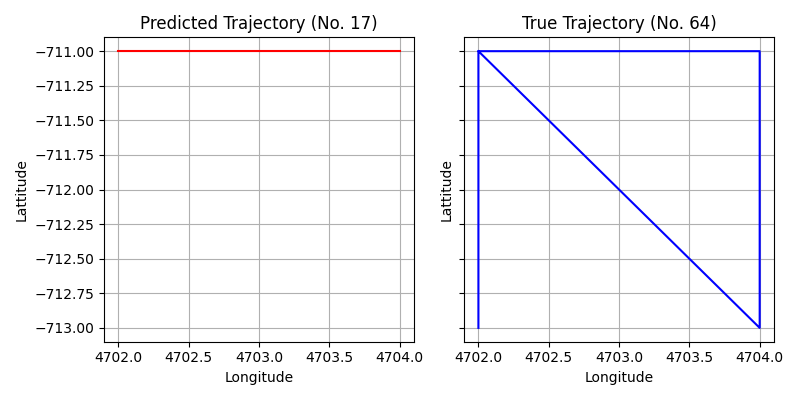 Predicted Trajectory (No. 17)
−711.00
−711.25
−711.50
−711.75
−712.00
−712.25
−712.50
−712.75
−713.00
Lattitude
4702.0 4702.5 4703.0 4703.5 4704.0
Longitude
True Trajectory (No. 64)
Lattitude
4702.0 4702.5 4703.0 4703.5 4704.0
Longitude